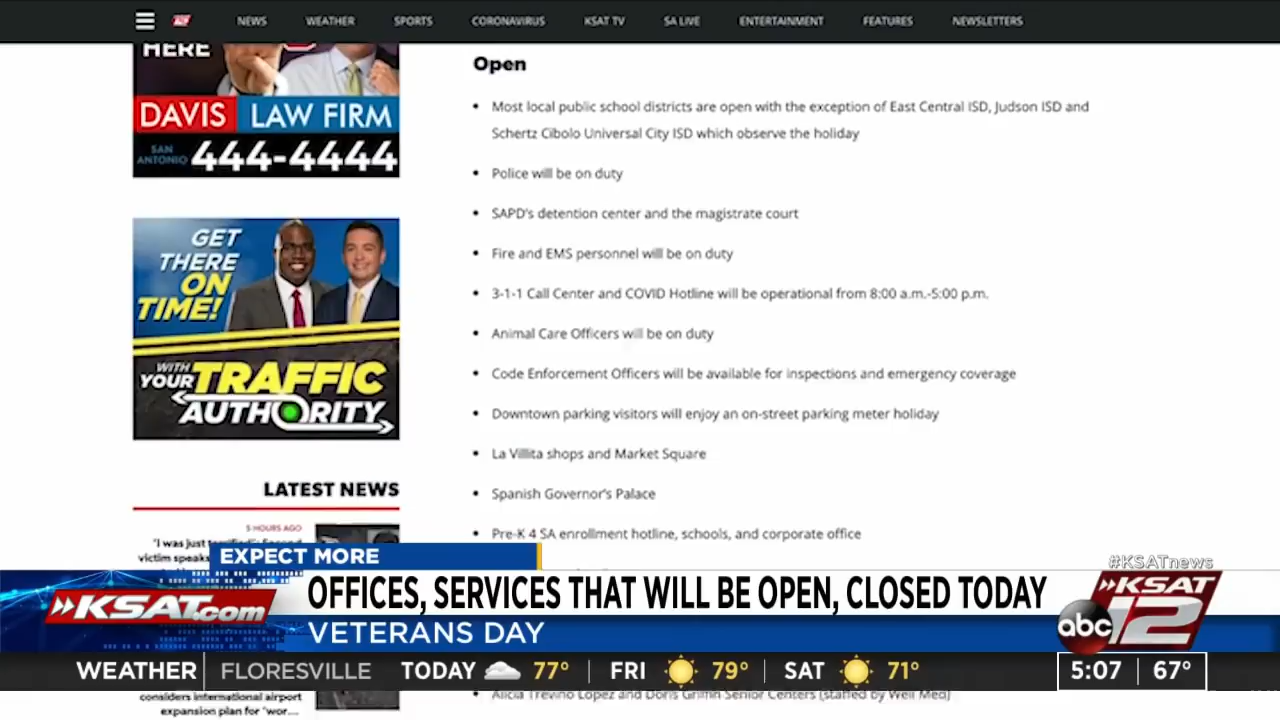 NEWS WEATHER SPORTS CORONAVIRUS KSAT TV SA LIVE ENTERTAINMENT FEATURES NEWSLETTERS
HERE
DAVIS LAW FIRM
SAN ANTONIO 444-4444
GET THERE ON TIME!
WITH YOUR TRAFFIC AUTHORITY
LATEST NEWS
5 HOURS AGO
"I was just
victim speaks
Open
• Most local public school districts are open with the exception of East Central ISD, Judson ISD and
Schertz Cibolo Universal City ISD which observe the holiday
• Police will be on duty
• SAPD's detention center and the magistrate court
• Fire and EMS personnel will be on duty
• 3-1-1 Call Center and COVID Hotline will be operational from 8:00 a.m.-5:00 p.m.
• Animal Care Officers will be on duty
• Code Enforcement Officers will be available for inspections and emergency coverage
• Downtown parking visitors will enjoy an on-street parking meter holiday
• La Villita shops and Market Square
• Spanish Governor's Palace
• Pre-K 4 SA enrollment hotline, schools, and corporate office
EXPECT MORE
#KSATnews
KSAT.com
OFFICES, SERVICES THAT WILL BE OPEN, CLOSED TODAY
VETERANS DAY
abc KSAT 12
WEATHER FLORESVILLE TODAY 77° FRI 79° SAT 71° 5:07 67°
considers international airport
expansion plan for 'wor....
• Alicia Trevino Lopez and Doris Griffin Senior Centers (staffed by Well Med)